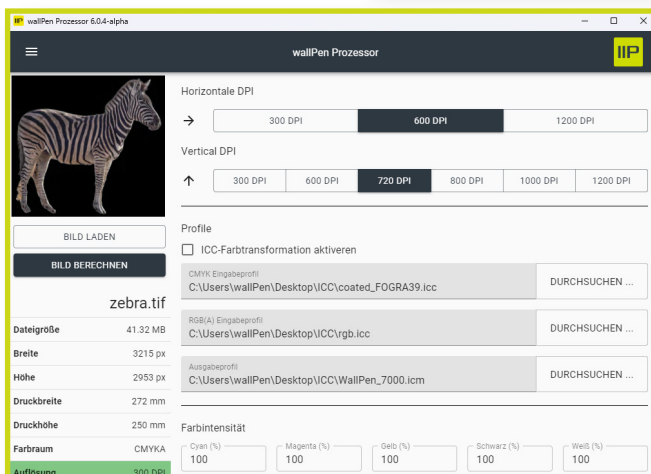 wallPen Prozessor 6.0.4-alpha
wallPen Prozessor
Horizontale DPI
300 DPI
600 DPI
1200 DPI
Vertical DPI
300 DPI
600 DPI
720 DPI
800 DPI
1000 DPI
1200 DPI
BILD LADEN
BILD BERECHNEN
zebra.tif
Dateigröße 41.32 MB
Breite 3215 px
Höhe 2953 px
Druckbreite 272 mm
Druckhöhe 250 mm
Farbraum CMYKA
Auflösung 300 DPI
Profile
ICC-Farbtransformation aktivieren
CMYK Eingabeprofil
C:\Users\wallPen\Desktop\ICC\coated_FOGRA39.icc
DURCHSUCHEN ...
RGB(A) Eingabeprofil
C:\Users\wallPen\Desktop\ICC\rgb.icc
DURCHSUCHEN ...
Ausgabeprofil
C:\Users\wallPen\Desktop\ICC\WallPen_7000.icm
DURCHSUCHEN ...
Farbintensität
Cyan (%)
100
Magenta (%)
100
Gelb (%)
100
Schwarz (%)
100
Weiß (%)
100